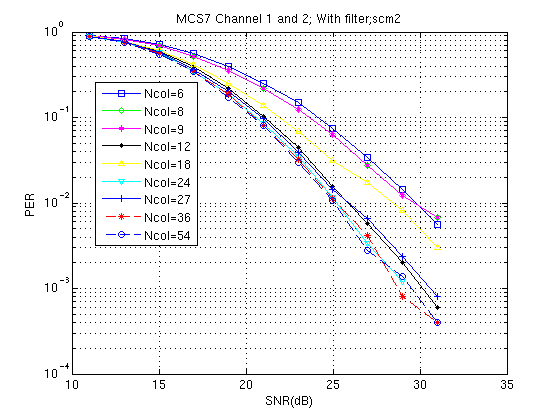 MCS7 Channel 1 and 2; With filter;scm2
10^0
10^-1
10^-2
10^-3
10^-4
PER
Ncol=6
Ncol=8
Ncol=9
Ncol=12
Ncol=18
Ncol=24
Ncol=27
Ncol=36
Ncol=54
10 15 20 25 30 35
SNR(dB)